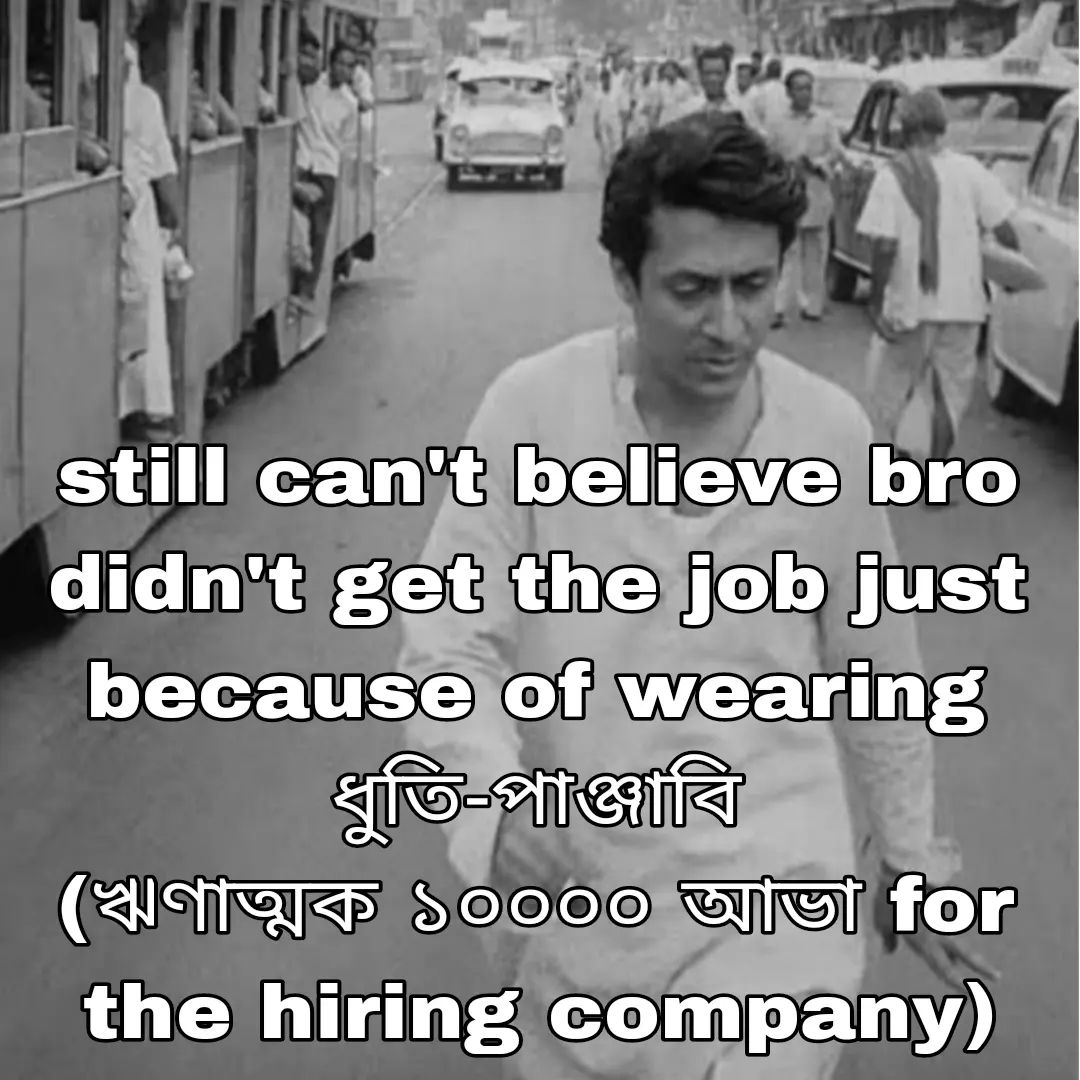 still can't believe bro
didn't get the job just
because of wearing
ধুতি-পাঞ্জাবি
(ঋণাত্মক ১০০০০ আভা for
the hiring company)